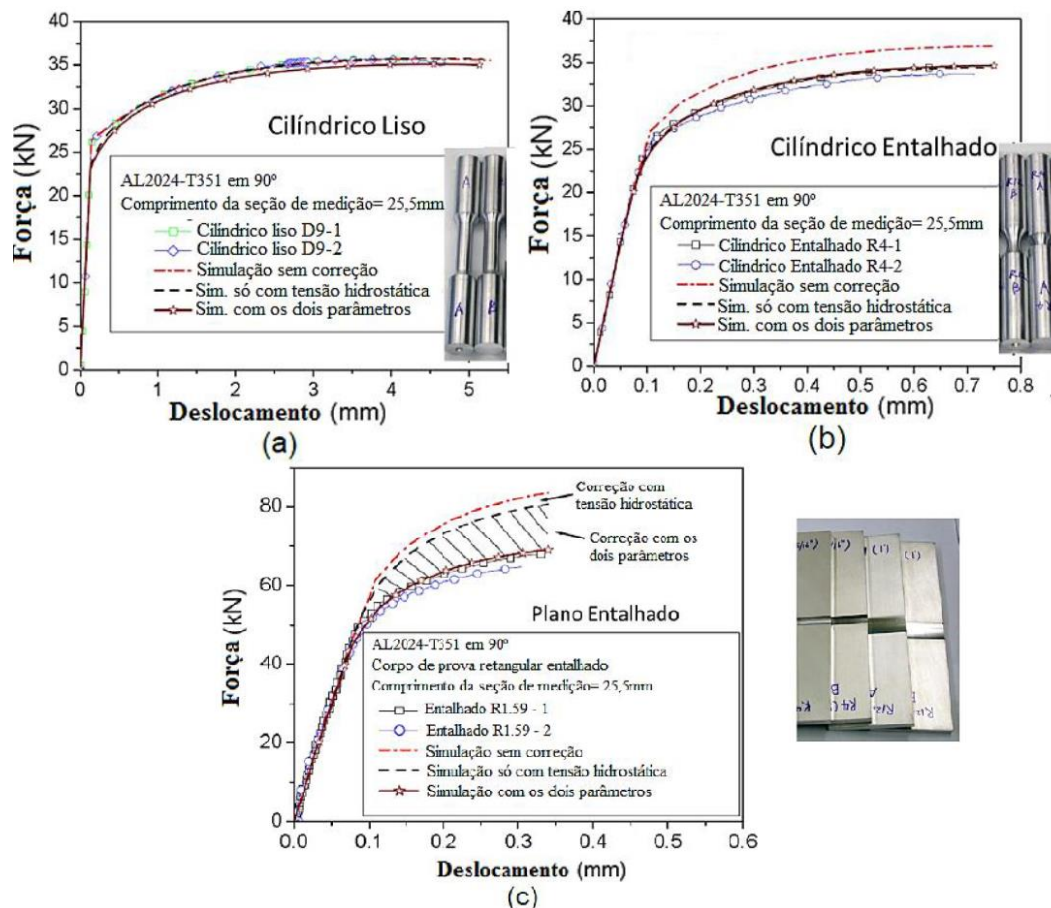 40
35
30
25
20
15
10
5
0
Força (kN)
Cilíndrico Liso
AL2024-T351 em 90º
Comprimento da seção de medição= 25,5mm
Cilíndrico liso D9-1
Cilíndrico liso D9-2
Simulação sem correção
Sim. só com tensão hidrostática
Sim. com os dois parâmetros
A
A
B
0 1 2 3 4 5
Deslocamento (mm)
(a)
40
35
30
25
20
15
10
5
0
Força (kN)
Cilíndrico Entalhado
AL2024-T351 em 90º
Comprimento da seção de medição= 25,5mm
Cilíndrico Entalhado R4-1
Cilíndrico Entalhado R4-2
Simulação sem correção
Sim. só com tensão hidrostática
Sim. com os dois parâmetros
B
B
A
0.0 0.1 0.2 0.3 0.4 0.5 0.6 0.7 0.8
Deslocamento (mm)
(b)
80
60
40
20
0
Força (kN)
Correção com
tensão hidrostática
Correção com os
dois parâmetros
Plano Entalhado
AL2024-T351 em 90º
Corpo de prova retangular entalhado
Comprimento da seção de medição= 25,5mm
Entalhado R1.59 - 1
Entalhado R1.59 - 2
Simulação sem correção
Simulação só com tensão hidrostática
Simulação com os dois parâmetros
0.0 0.1 0.2 0.3 0.4 0.5 0.6
Deslocamento (mm)
(c)